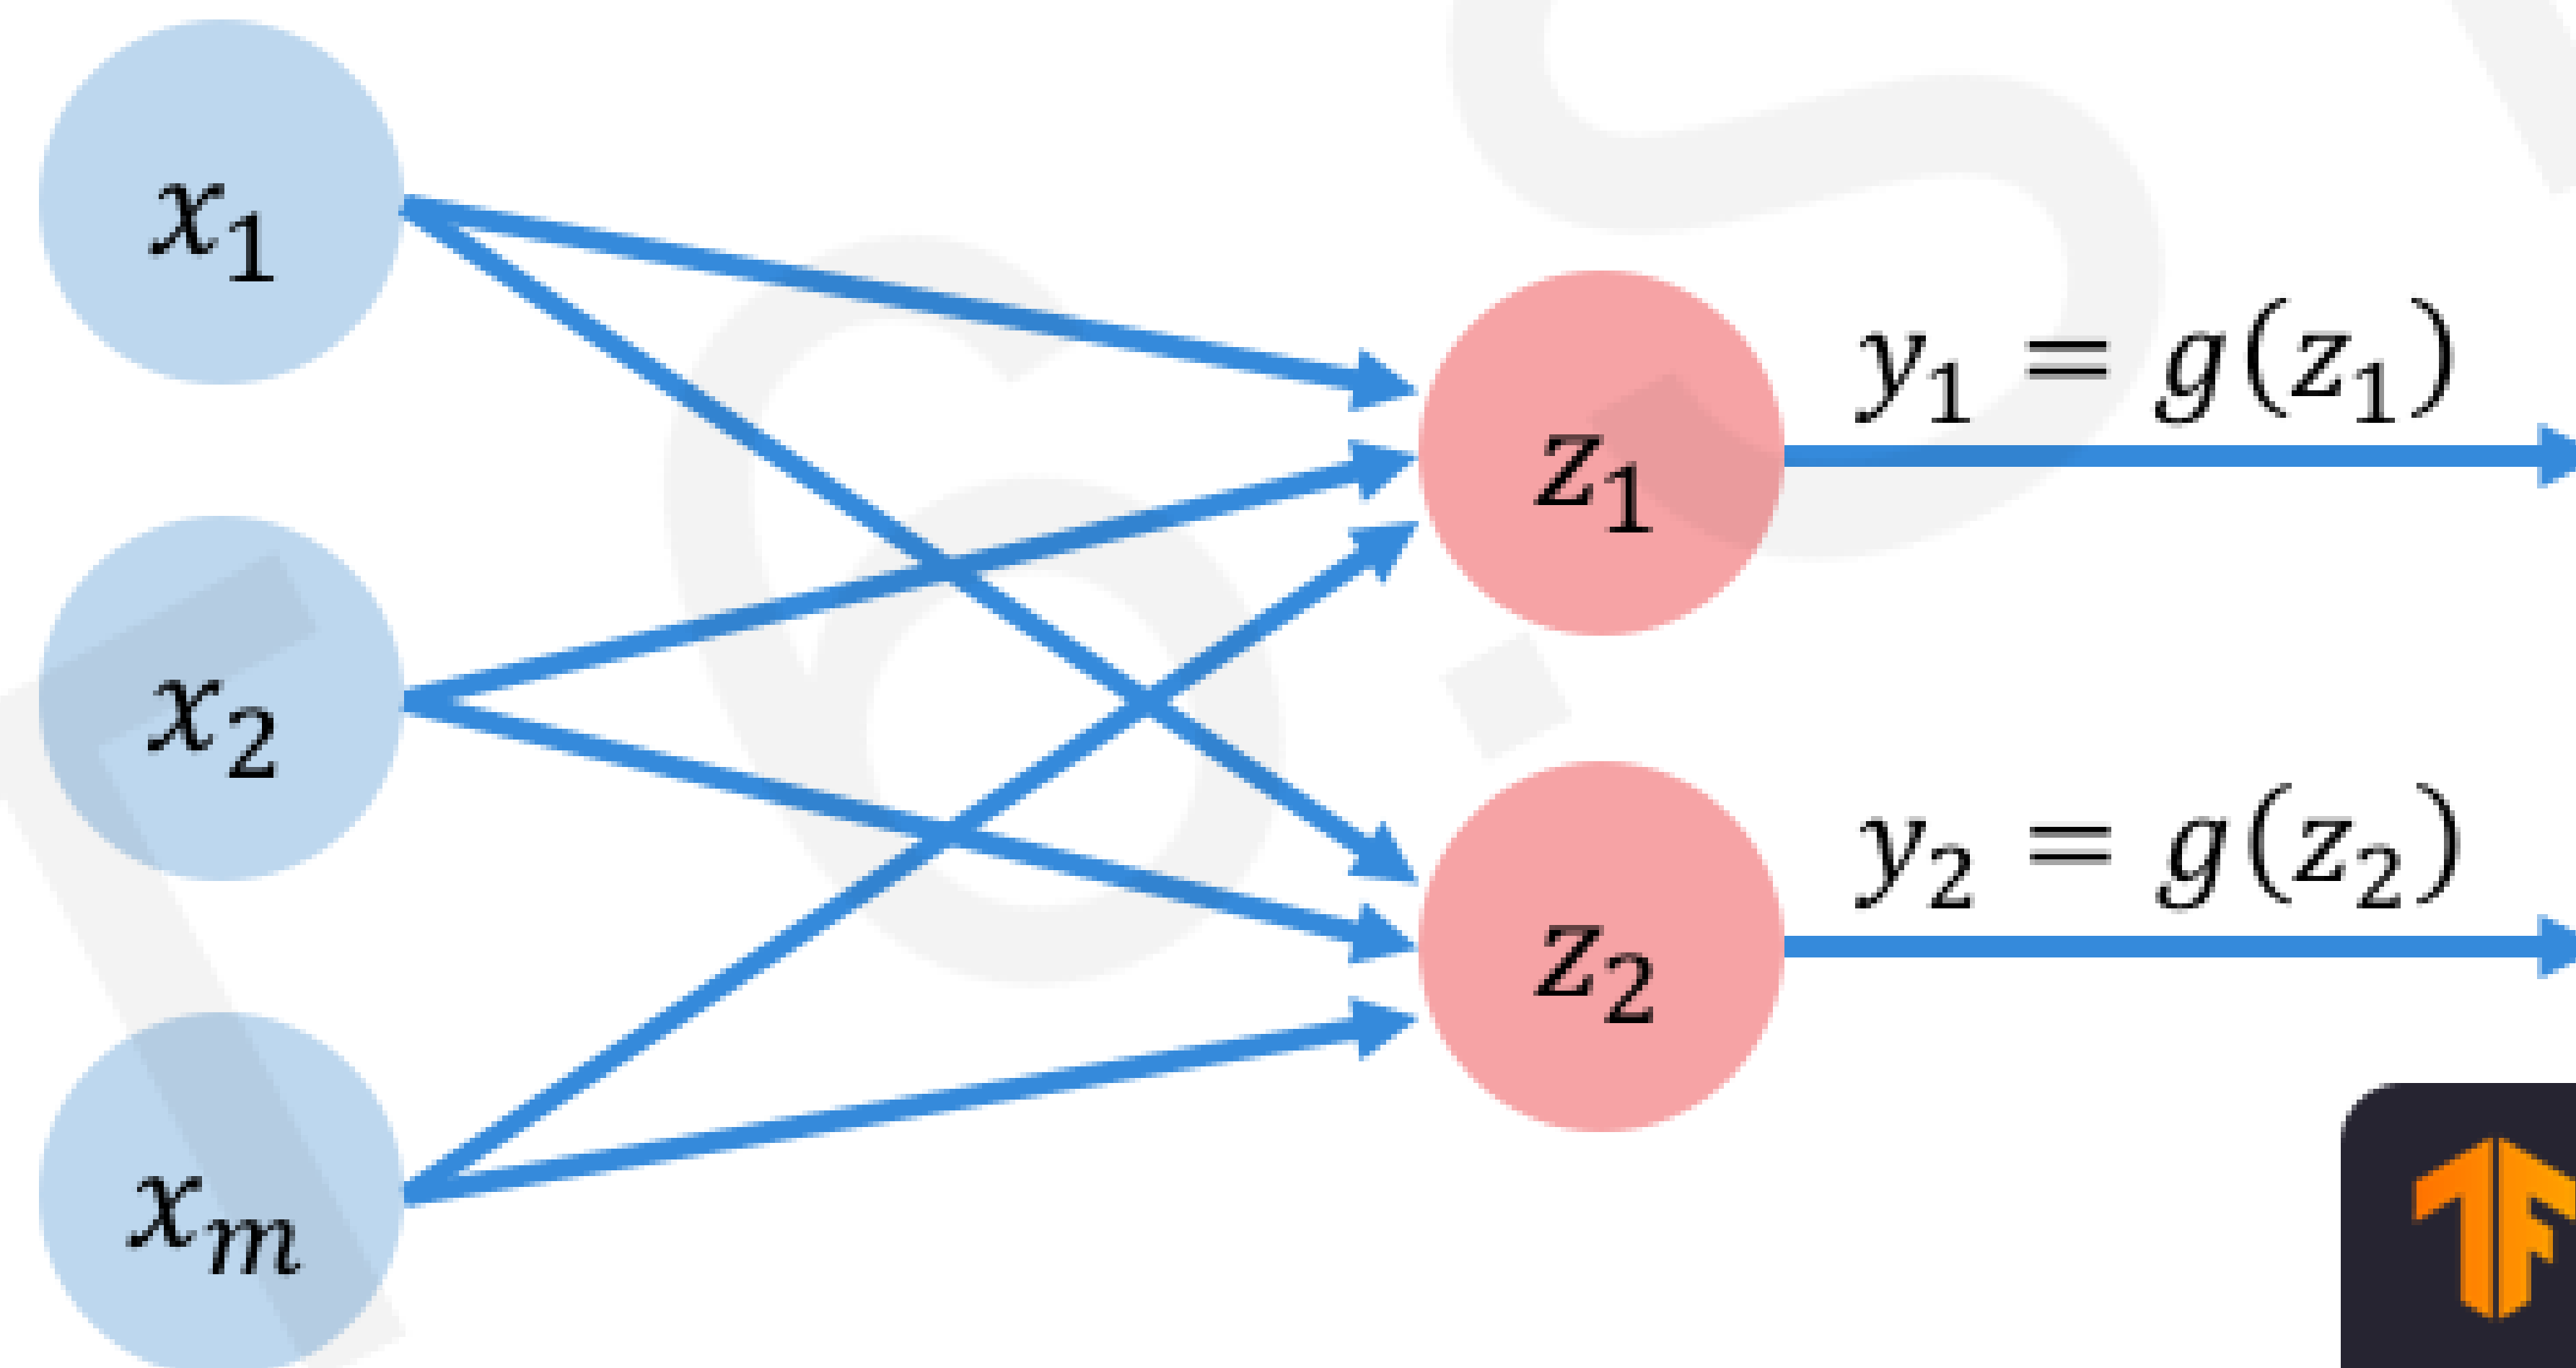 x₁
y₁ = g(z₁)
z₁
x₂
y₂ = g(z₂)
z₂
xₘ